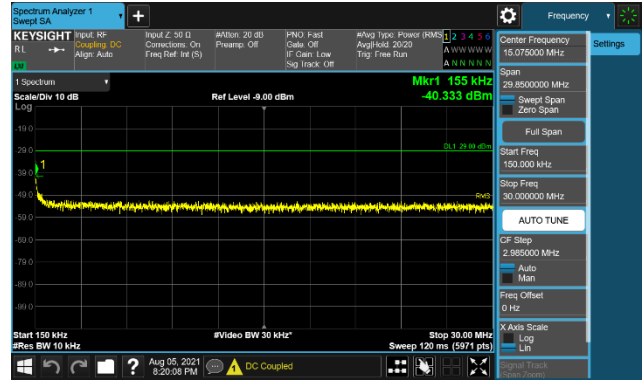 Spectrum Analyzer 1
Swept SA
Frequency
KEYSIGHT
Input: RF
Input Z: 50 Ω
#Atten: 20 dB
PNO: Fast
#Avg Type: Power (RMS
1 2 3 4 5 6
RL
Coupling: DC
Corrections: On
Preamp: Off
Gate: Off
Avg|Hold: 20/20
A W W W W W
Align: Auto
Freq Ref: Int (S)
IF Gain: Low
Trig: Free Run
Sig Track: Off
A N N N N N
Center Frequency
15.075000 MHz
Settings
1 Spectrum
Mkr1 155 kHz
Scale/Div 10 dB
Ref Level -9.00 dBm
-40.333 dBm
Log
Span
29.8500000 MHz
Swept Span
Zero Span
Full Span
-19.0
DL1 -29.00 dBm
-29.0
1
-39.0
RMS
-49.0
-59.0
-69.0
-79.0
-89.0
-99.0
Start Freq
150.000 kHz
Stop Freq
30.000000 MHz
AUTO TUNE
CF Step
2.985000 MHz
Auto
Man
Freq Offset
0 Hz
X Axis Scale
Log
Lin
Signal Track
(Span Zoom)
Start 150 kHz
#Video BW 30 kHz*
Stop 30.00 MHz
#Res BW 10 kHz
Sweep 120 ms (5971 pts)
?
Aug 05, 2021
8:20:08 PM
DC Coupled